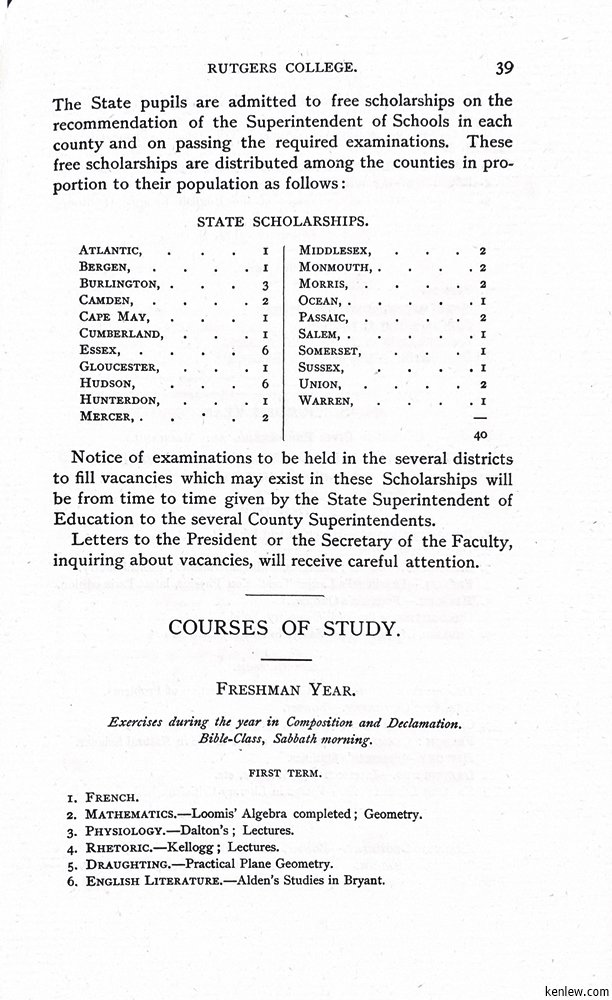 RUTGERS COLLEGE. 39
The State pupils are admitted to free scholarships on the
recommendation of the Superintendent of Schools in each
county and on passing the required examinations. These
free scholarships are distributed among the counties in pro-
portion to their population as follows:
STATE SCHOLARSHIPS.
ATLANTIC, . . . 1
BERGEN, . . . . 1
BURLINGTON, . . . 3
CAMDEN, . . . . 2
CAPE MAY, . . . 1
CUMBERLAND, . . . 1
ESSEX, . . . . 6
GLOUCESTER, . . . 1
HUDSON, . . . 6
HUNTERDON, . . . 1
MERCER, . . . . 2
MIDDLESEX, . . . 2
MONMOUTH, . . . . 2
MORRIS, . . . . 2
OCEAN, . . . . . 1
PASSAIC, . . . . 2
SALEM, . . . . . 1
SOMERSET, . . . 1
SUSSEX, . . . . 1
UNION, . . . . 2
WARREN, . . . . 1
—
40
Notice of examinations to be held in the several districts
to fill vacancies which may exist in these Scholarships will
be from time to time given by the State Superintendent of
Education to the several County Superintendents.
Letters to the President or the Secretary of the Faculty,
inquiring about vacancies, will receive careful attention.
COURSES OF STUDY.
FRESHMAN YEAR.
Exercises during the year in Composition and Declamation.
Bible-Class, Sabbath morning.
FIRST TERM.
1. FRENCH.
2. MATHEMATICS.—Loomis' Algebra completed; Geometry.
3. PHYSIOLOGY.—Dalton's; Lectures.
4. RHETORIC.—Kellogg; Lectures.
5. DRAUGHTING.—Practical Plane Geometry.
6. ENGLISH LITERATURE.—Alden's Studies in Bryant.
kenlew.com